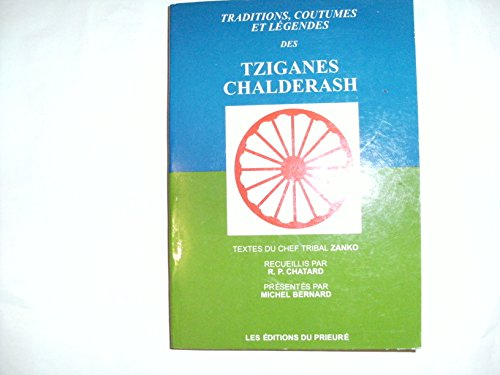 TRADITIONS, COUTUMES
ET LÉGENDES
DES
TZIGANES
CHALDERASH
TEXTES DU CHEF TRIBAL ZANKO
RECUEILLIS PAR
R. P. CHATARD
PRÉSENTÉS PAR
MICHEL BERNARD
LES ÉDITIONS DU PRIEURÉ